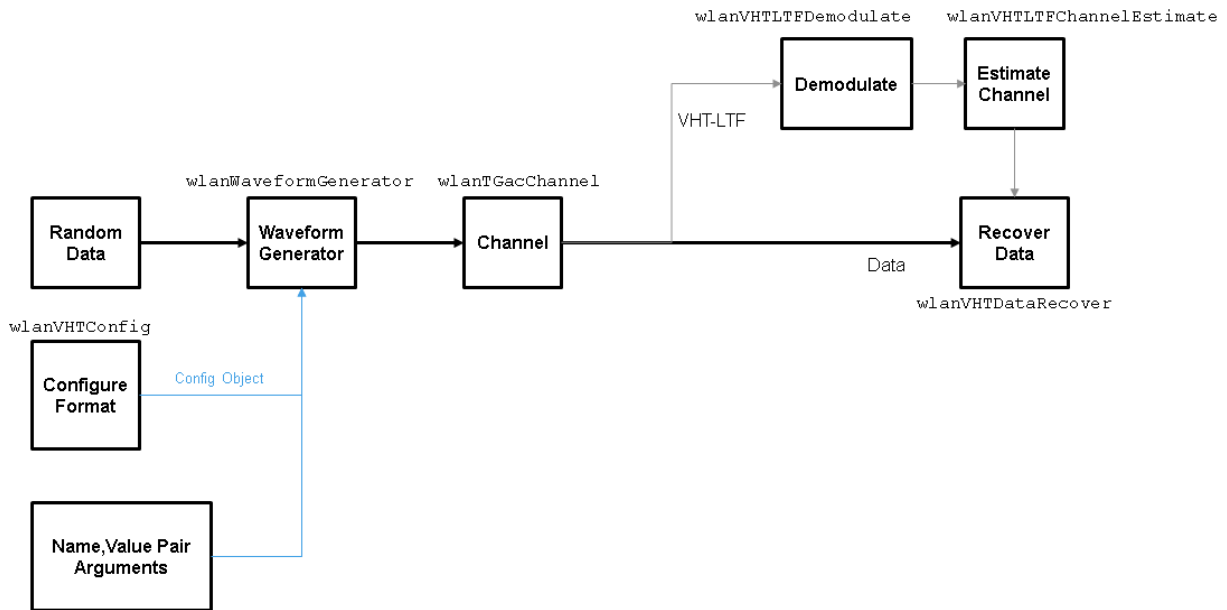 wlanVHTLTFDemodulate
wlanVHTLTFChannelEstimate
Demodulate
Estimate
Channel
VHT-LTF
wlanWaveformGenerator
wlanTGacChannel
Random
Data
Waveform
Generator
Channel
Data
Recover
Data
wlanVHTDataRecover
wlanVHTConfig
Configure
Format
Config Object
Name,Value Pair
Arguments